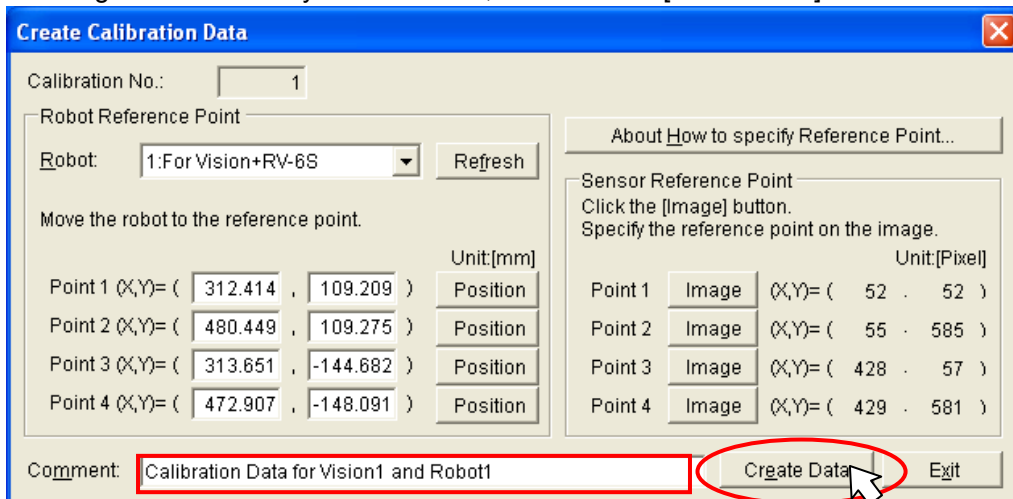 Create Calibration Data
Calibration No.: 1
Robot Reference Point
Robot: 1:For Vision+RV-6S Refresh
Move the robot to the reference point.
Unit:[mm]
Point 1 (X,Y)= ( 312.414 , 109.209 ) Position
Point 2 (X,Y)= ( 480.449 , 109.275 ) Position
Point 3 (X,Y)= ( 313.651 , -144.682 ) Position
Point 4 (X,Y)= ( 472.907 , -148.091 ) Position
About How to specify Reference Point...
Sensor Reference Point
Click the [Image] button.
Specify the reference point on the image.
Unit:[Pixel]
Point 1 Image (X,Y)= ( 52 . 52 )
Point 2 Image (X,Y)= ( 55 . 585 )
Point 3 Image (X,Y)= ( 428 . 57 )
Point 4 Image (X,Y)= ( 429 . 581 )
Comment: Calibration Data for Vision1 and Robot1 Create Data Exit